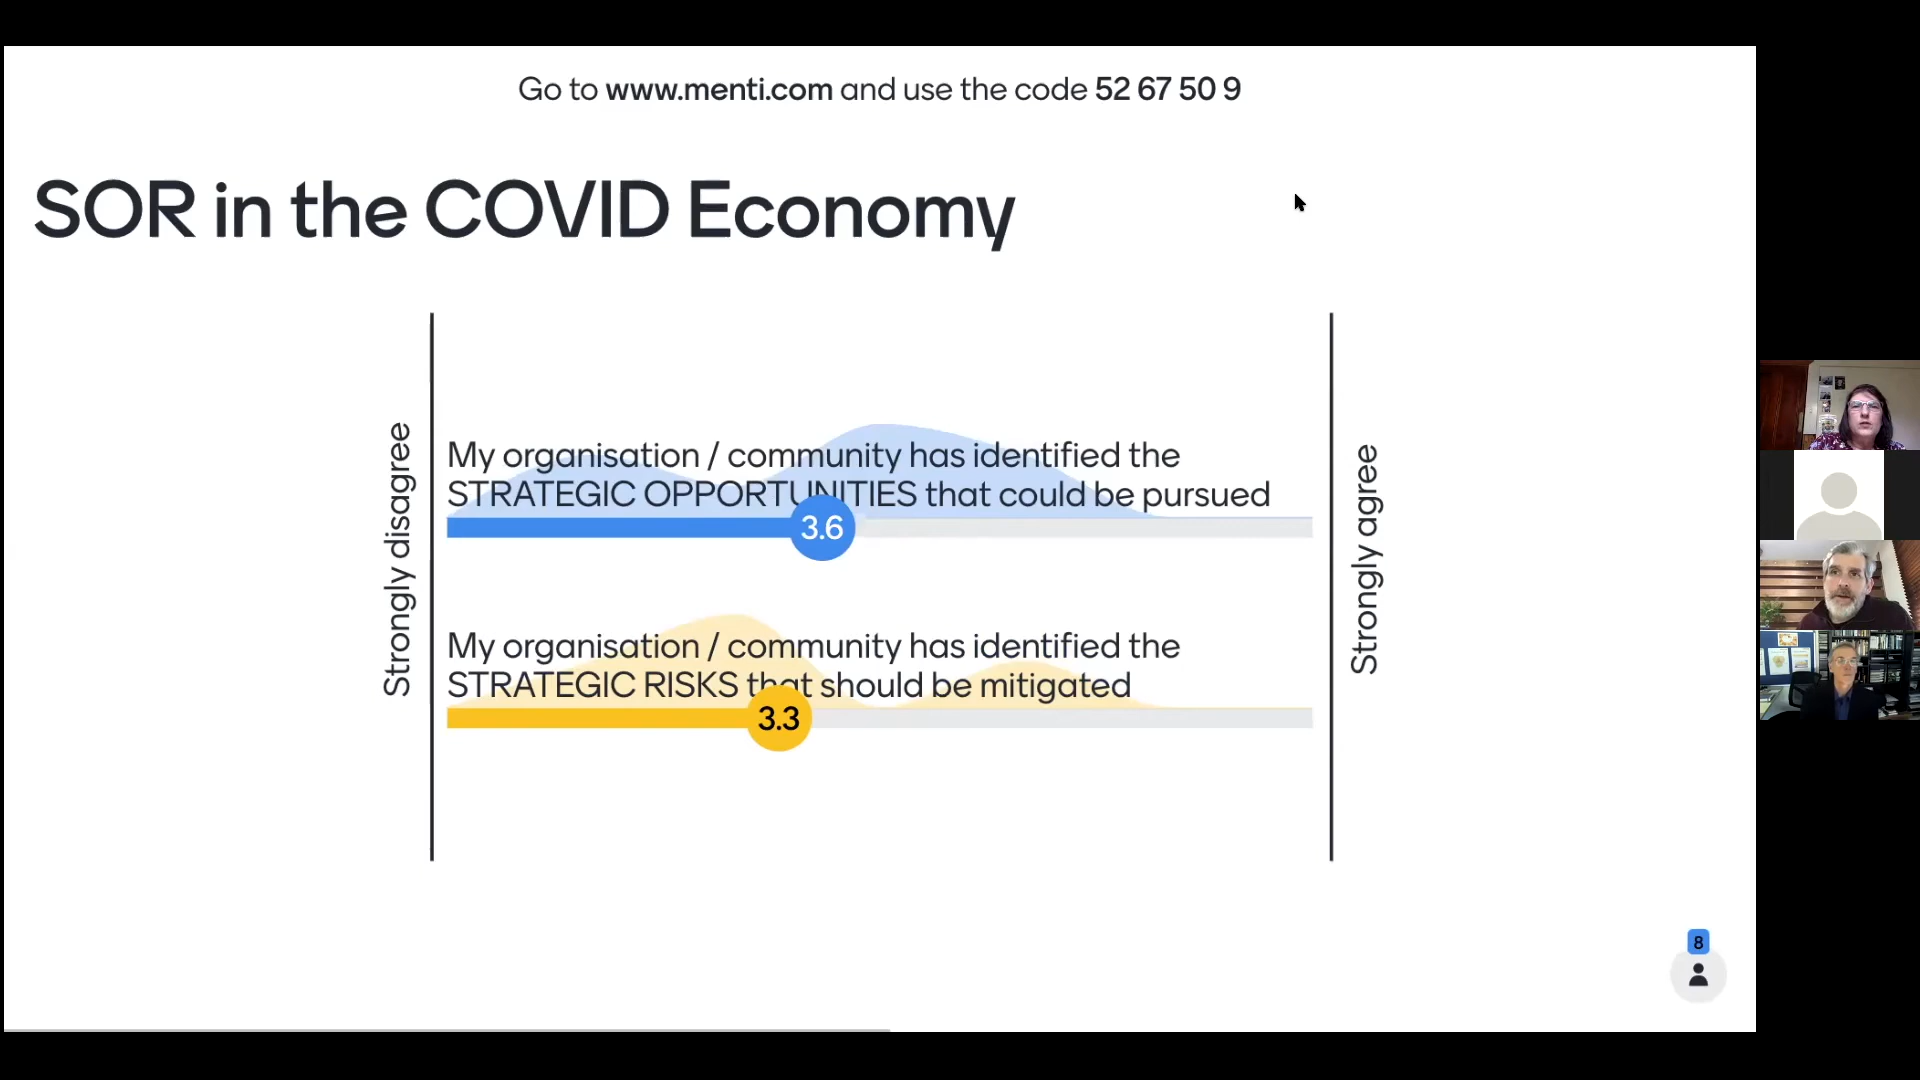 Go to www.menti.com and use the code 52 67 50 9
SOR in the COVID Economy
Strongly disagree
My organisation / community has identified the
STRATEGIC OPPORTUNITIES that could be pursued
3.6
My organisation / community has identified the
STRATEGIC RISKS that should be mitigated
3.3
Strongly agree
8